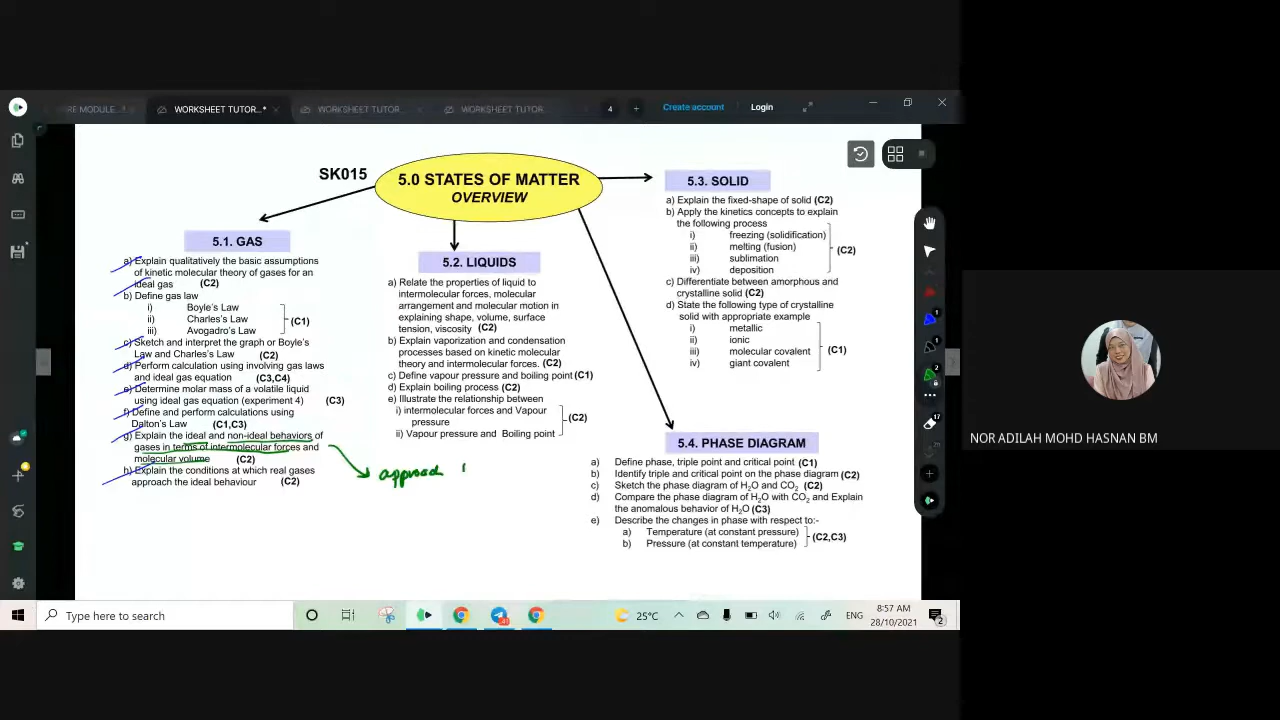 RE MODULE...*
WORKSHEET TUTOR...*
WORKSHEET TUTOR...
WORKSHEET TUTOR...
4
Create account
Login
SK015
5.0 STATES OF MATTER
OVERVIEW
5.1. GAS
a) Explain qualitatively the basic assumptions
of kinetic molecular theory of gases for an
ideal gas (C2)
b) Define gas law
i) Boyle's Law
ii) Charles's Law
iii) Avogadro's Law
(C1)
c) Sketch and interpret the graph or Boyle's
Law and Charles's Law (C2)
d) Perform calculation using involving gas laws
and ideal gas equation (C3,C4)
e) Determine molar mass of a volatile liquid
using ideal gas equation (experiment 4) (C3)
f) Define and perform calculations using
Dalton's Law (C1,C3)
g) Explain the ideal and non-ideal behaviors of
gases in terms of intermolecular forces and
molecular volume (C2)
h) Explain the conditions at which real gases
approach the ideal behaviour (C2)
approach
5.2. LIQUIDS
a) Relate the properties of liquid to
intermolecular forces, molecular
arrangement and molecular motion in
explaining shape, volume, surface
tension, viscosity (C2)
b) Explain vaporization and condensation
processes based on kinetic molecular
theory and intermolecular forces. (C2)
c) Define vapour pressure and boiling point (C1)
d) Explain boiling process (C2)
e) Illustrate the relationship between
i) intermolecular forces and Vapour
pressure
ii) Vapour pressure and Boiling point
(C2)
5.3. SOLID
a) Explain the fixed-shape of solid (C2)
b) Apply the kinetics concepts to explain
the following process
i) freezing (solidification)
ii) melting (fusion)
iii) sublimation
iv) deposition
(C2)
c) Differentiate between amorphous and
crystalline solid (C2)
d) State the following type of crystalline
solid with appropriate example
i) metallic
ii) ionic
iii) molecular covalent
iv) giant covalent
(C1)
5.4. PHASE DIAGRAM
a) Define phase, triple point and critical point (C1)
b) Identify triple and critical point on the phase diagram (C2)
c) Sketch the phase diagram of H2O and CO2 (C2)
d) Compare the phase diagram of H2O with CO2 and Explain
the anomalous behavior of H2O (C3)
e) Describe the changes in phase with respect to:-
a) Temperature (at constant pressure)
b) Pressure (at constant temperature)
(C2,C3)
1
1
2
17
NOR ADILAH MOHD HASNAN BM
Type here to search
25°C
ENG
8:57 AM
28/10/2021
2